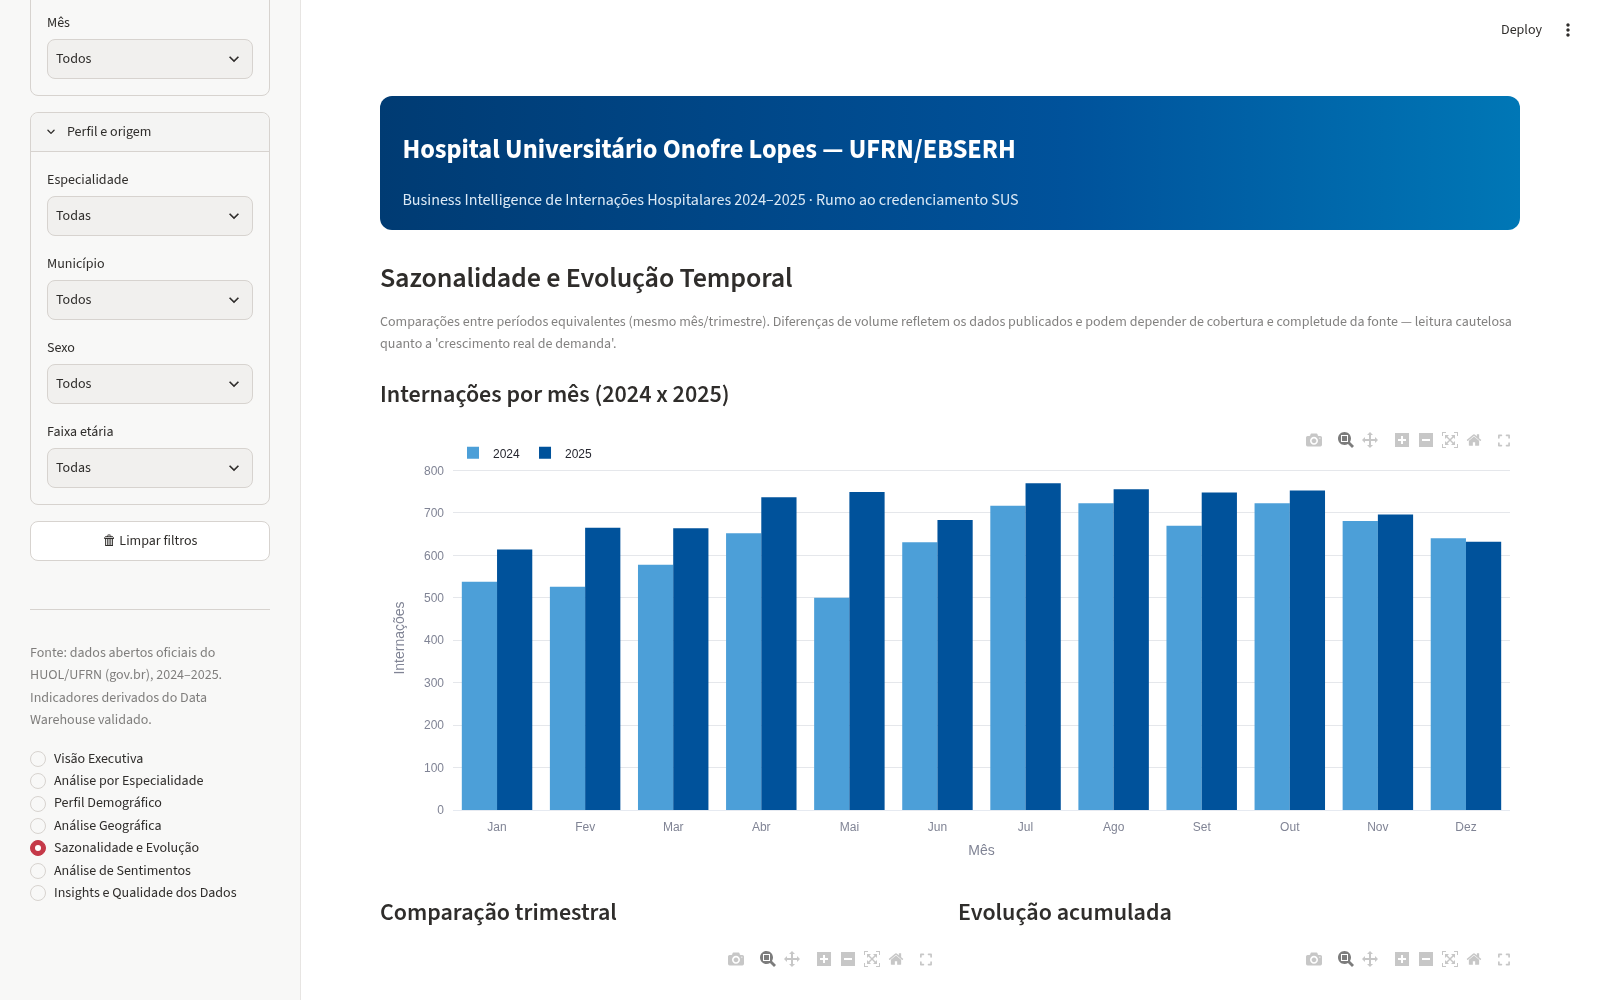 Mês
Todos
Perfil e origem
Especialidade
Todas
Município
Todos
Sexo
Todos
Faixa etária
Todas
🗑 Limpar filtros
Fonte: dados abertos oficiais do
HUOL/UFRN (gov.br), 2024–2025.
Indicadores derivados do Data
Warehouse validado.
Visão Executiva
Análise por Especialidade
Perfil Demográfico
Análise Geográfica
Sazonalidade e Evolução
Análise de Sentimentos
Insights e Qualidade dos Dados
Deploy
Hospital Universitário Onofre Lopes — UFRN/EBSERH
Business Intelligence de Internações Hospitalares 2024–2025 · Rumo ao credenciamento SUS
Sazonalidade e Evolução Temporal
Comparações entre períodos equivalentes (mesmo mês/trimestre). Diferenças de volume refletem os dados publicados e podem depender de cobertura e completude da fonte — leitura cautelosa
quanto a 'crescimento real de demanda'.
Internações por mês (2024 x 2025)
2024 2025
800
700
600
500
400
300
200
100
0
Internações
Jan Fev Mar Abr Mai Jun Jul Ago Set Out Nov Dez
Mês
Comparação trimestral
Evolução acumulada